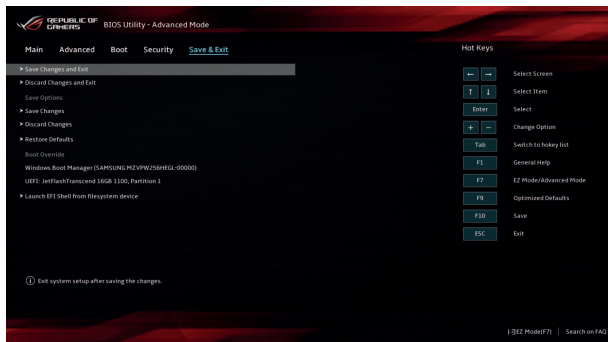 REPUBLIC OF
GAMERS
BIOS Utility - Advanced Mode
Main Advanced Boot Security Save & Exit
> Save Changes and Exit
> Discard Changes and Exit
Save Options
> Save Changes
> Discard Changes
> Restore Defaults
Boot Override
Windows Boot Manager (SAMSUNG MZVPW256HEGL-00000)
UEFI: JetFlashTranscend 16GB 1100, Partition 1
> Launch EFI Shell from filesystem device
i Exit system setup after saving the changes.
Hot Keys
← → Select Screen
↑ ↓ Select Item
Enter Select
+ − Change Option
Tab Switch to hokey list
F1 General Help
F7 EZ Mode/Advanced Mode
F9 Optimized Defaults
F10 Save
ESC Exit
EZ Mode(F7) | Search on FAQ